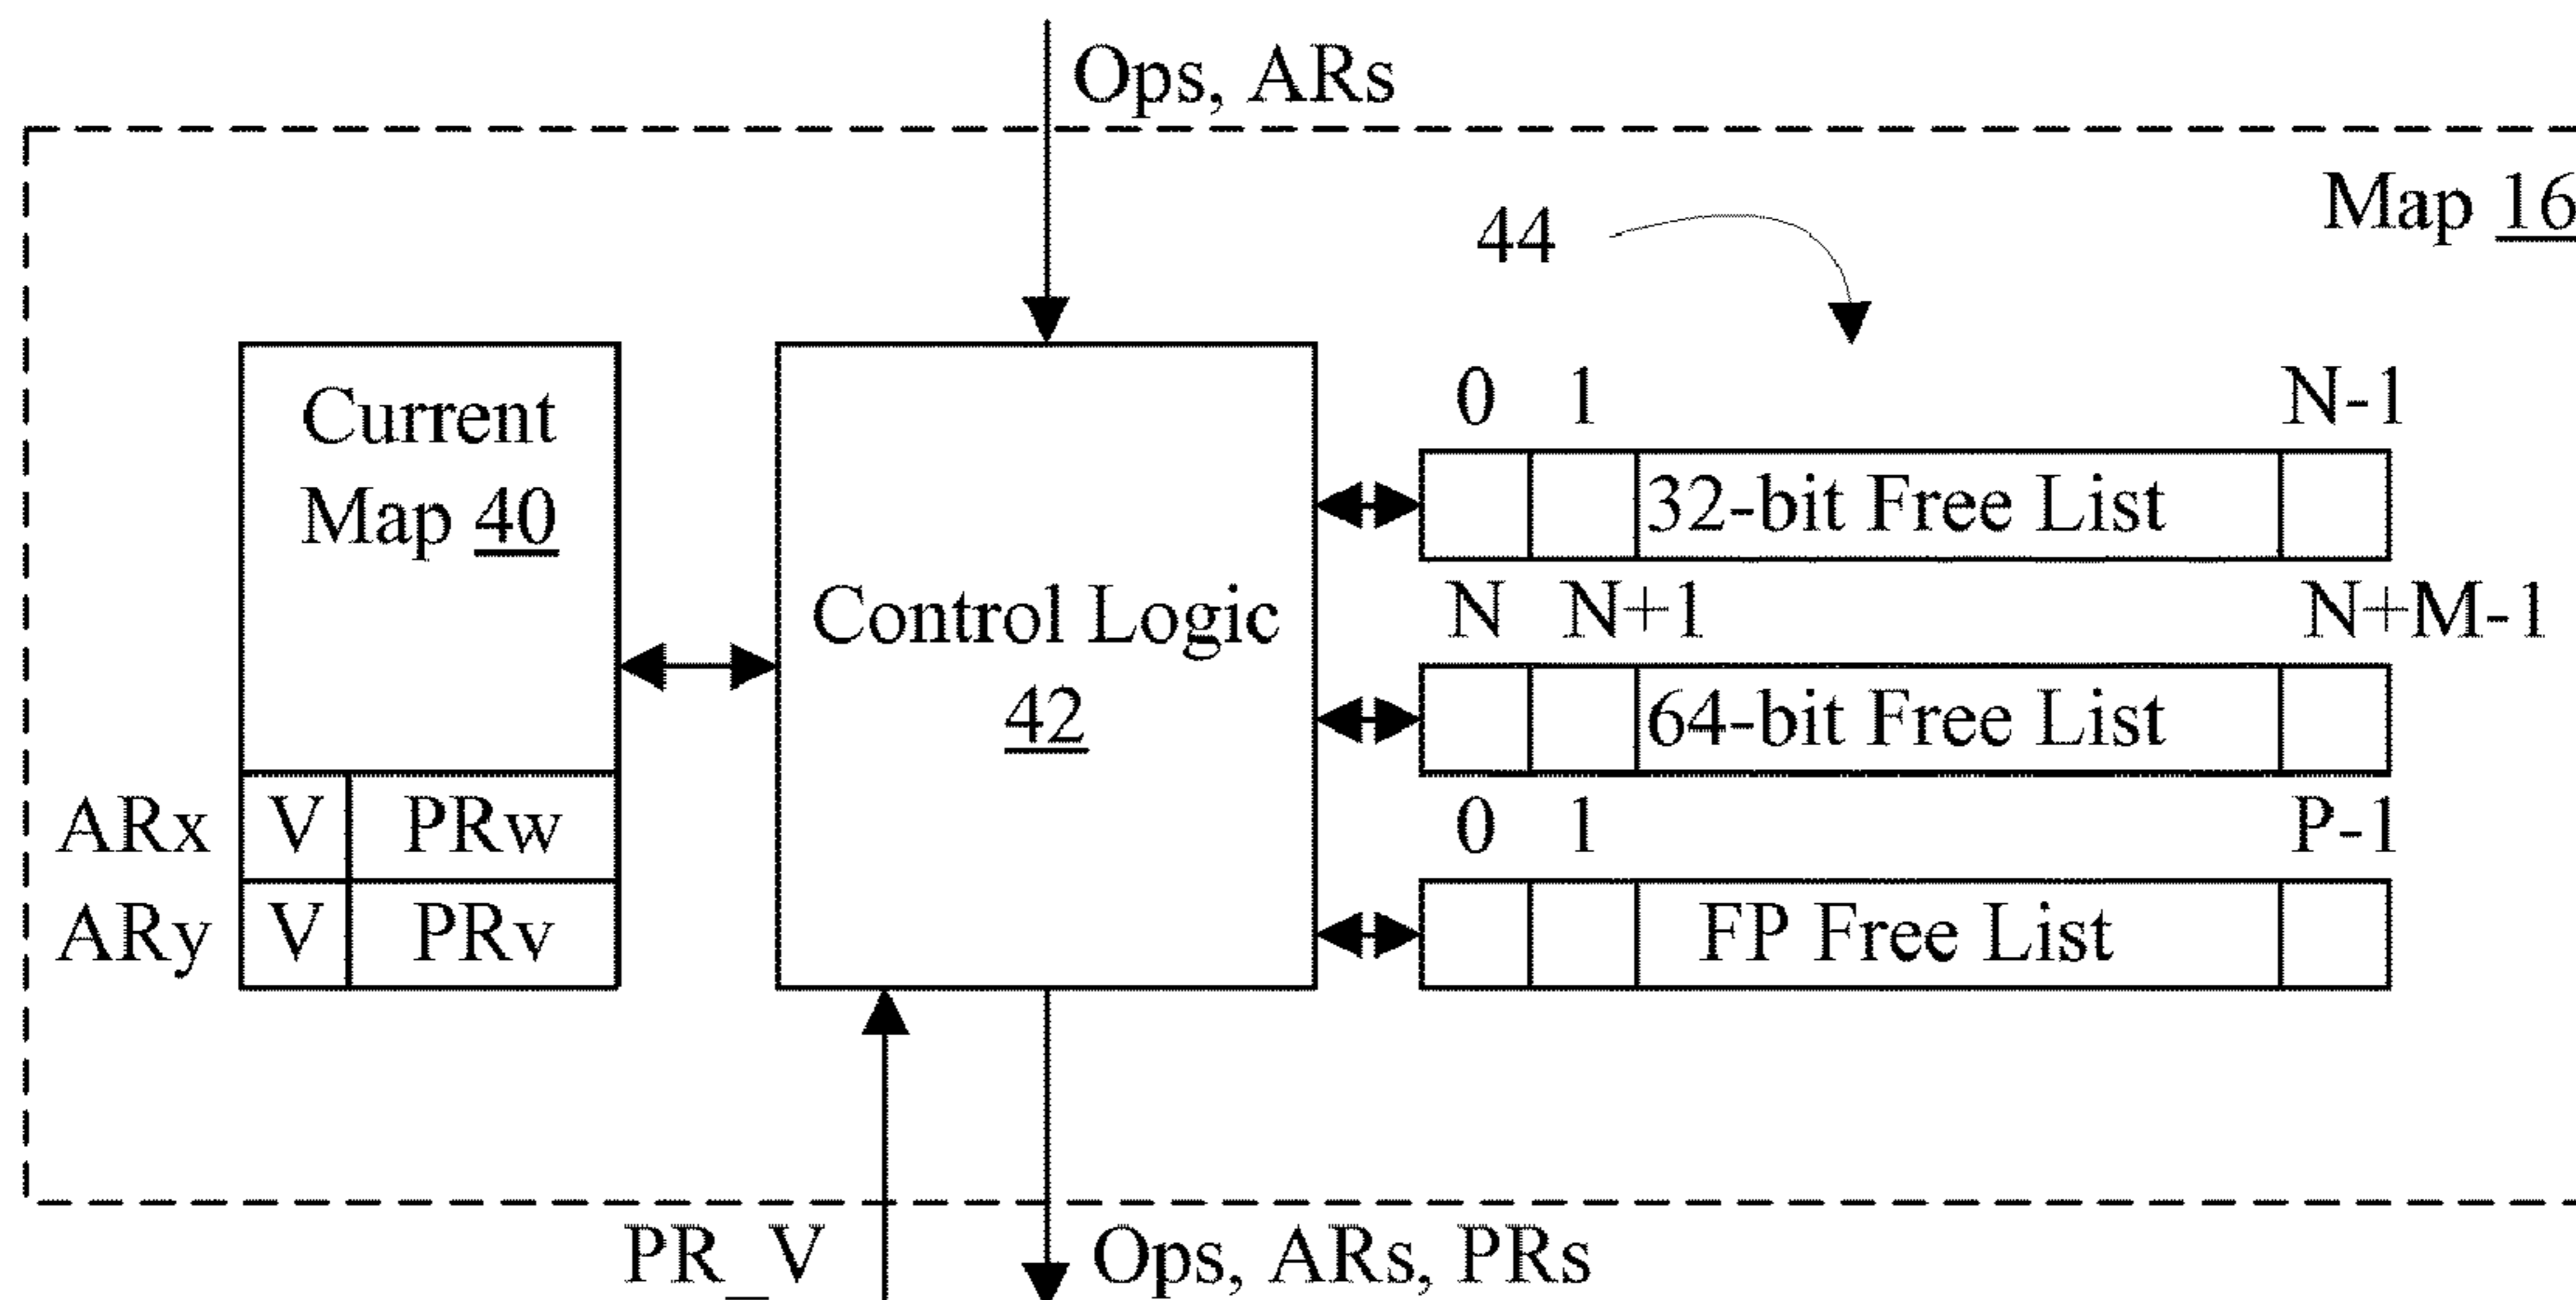 Ops, ARs
Map 16
44
Current
Map 40
Control Logic
42
0 1 N-1
32-bit Free List
N N+1 N+M-1
64-bit Free List
0 1 P-1
FP Free List
ARx V PRw
ARy V PRv
PR_V
Ops, ARs, PRs